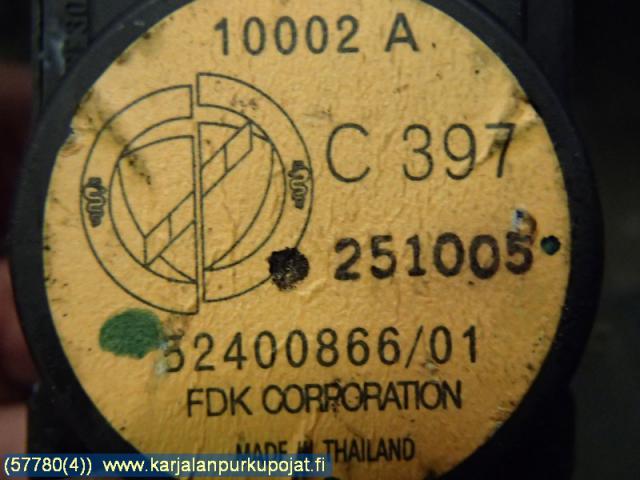 10002 A
C 397
251005
52400866/01
FDK CORPORATION
MADE IN THAILAND
(57780(4)) www.karjalanpurkupojat.fi